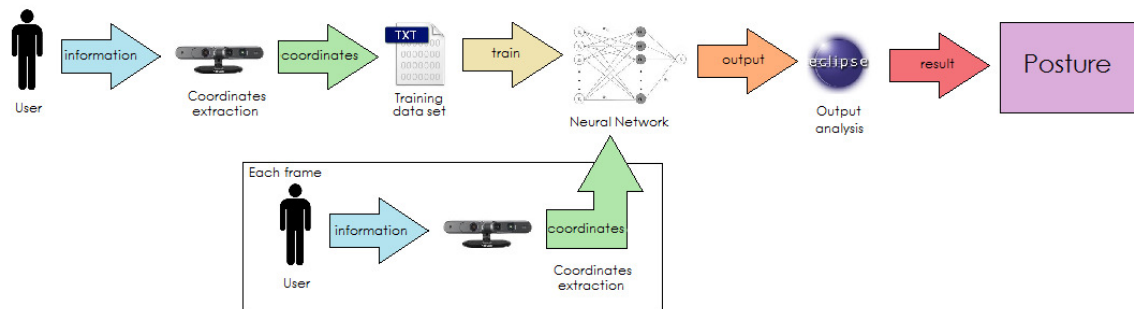 information
User
Coordinates
extraction
coordinates
TXT
Training
data set
train
Neural Network
output
eclipse
Output
analysis
result
Posture
Each frame
User
information
coordinates
Coordinates
extraction